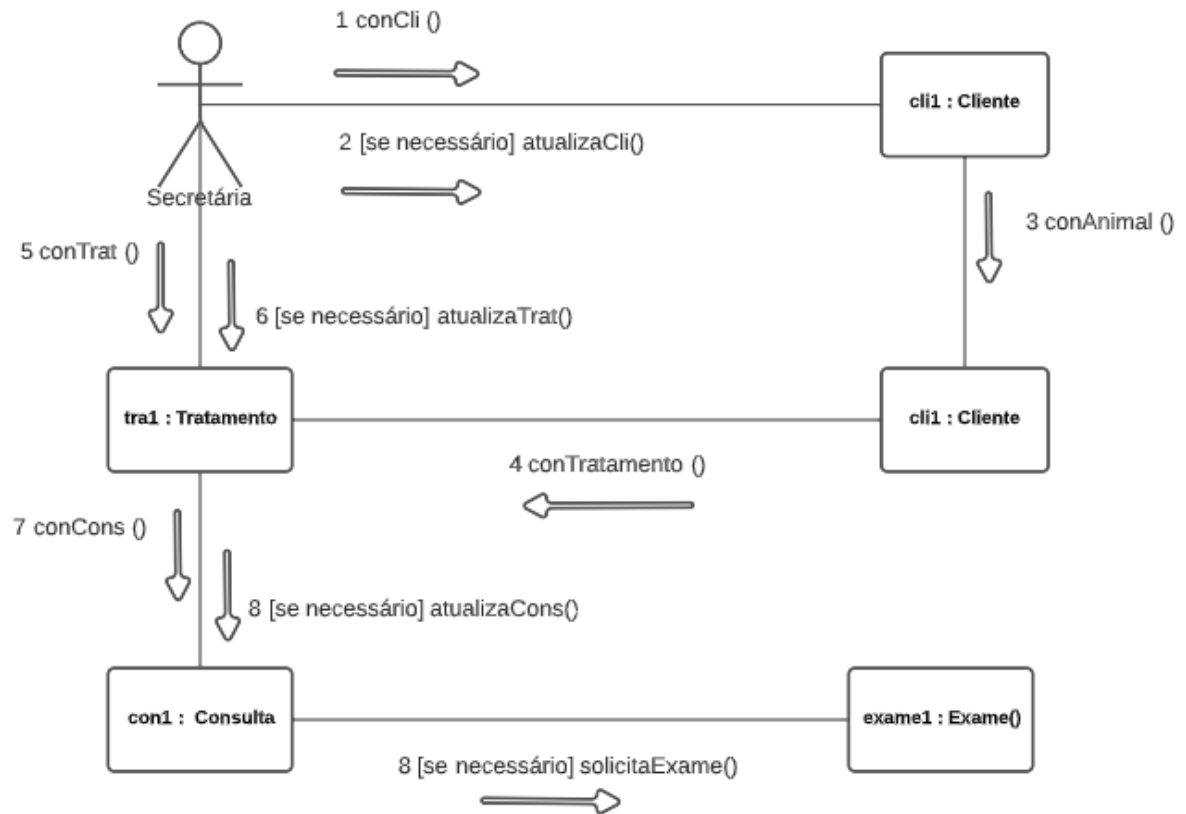 1 conCli ()
cli1 : Cliente
2 [se necessário] atualizaCli()
Secretária
3 conAnimal ()
5 conTrat ()
6 [se necessário] atualizaTrat()
tra1 : Tratamento
cli1 : Cliente
4 conTratamento ()
7 conCons ()
8 [se necessário] atualizaCons()
con1 : Consulta
exame1 : Exame()
8 [se necessário] solicitaExame()